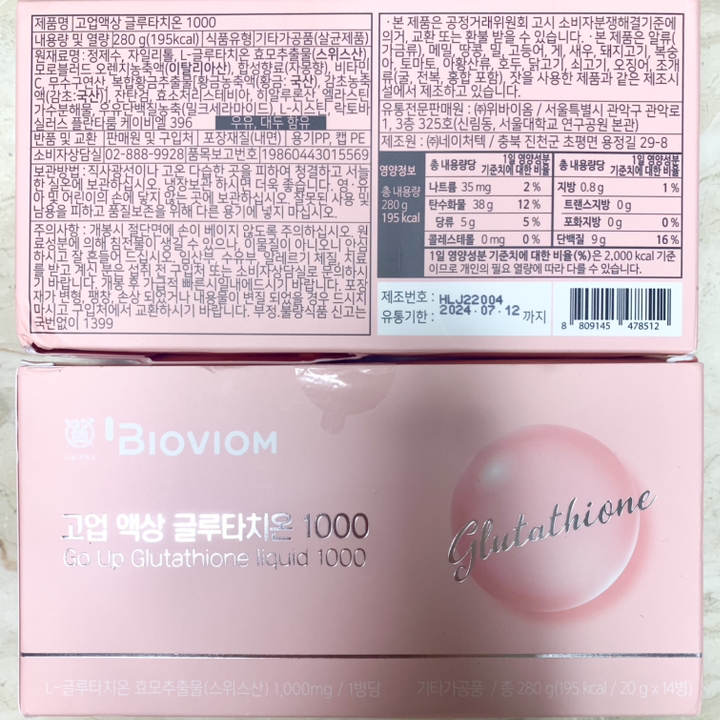 제품명 고업액상 글루타치온 1000
내용량 및 열량 280 g(195kcal) 식품유형 기타가공품(살균제품)
원재료명: 정제수, 자일리톨, L-글루타치온 효모추출물(스위스산)
모로블러드 오렌지농축액(이탈리아산), 합성향료(자몽향), 비타민
C, 무수구연산, 복합황금추출물[황금농축액(황금: 국산), 감초농축
액(감초:국산)], 잔탄검, 효소처리스테비아, 히알루론산, 엘라스틴
가수분해물, 우유단백질농축(밀크세라마이드), L-시스틴, 락토바
실러스 플란타룸 케이비엘 396
우유, 대두 함유
반품 및 교환 판매원 및 구입처 포장재질(내면) 용기PP, 캡 PE
소비자상담실 02-888-9928 품목보고번호 19860443015569
보관방법: 직사광선이나 고온 다습한 곳을 피하여 청결하고 서늘
한 실온에 보관하십시오. 냉장보관 하시면 더욱 좋습니다. 영·유
아 및 어린이의 손에 닿지 않는 곳에 보관하십시오. 잘못된 사용 및
남용을 피하고 품질보존을 위해 다른 용기에 넣지 마십시오.
주의사항 : 개봉시 절단면에 손이 베이지 않도록 주의하십시오. 원
료성분에 의해 침전물이 생길 수 있으나, 이물질이 아니오니 안심
하시고 잘 흔들어 드십시오. 임산부, 수유부, 알레르기 체질, 치료
를 받고 계신 분은 섭취 전 구입처 또는 소비자상담실로 문의하시
기 바랍니다. 개봉 후 가급적 빠른시일내에드시기 바랍니다. 포장
재가 변형, 팽창, 손상 되었거나 내용물이 변질 되었을 경우 드시지
마시고 구입처에서 교환하시기 바랍니다. 부정.불량식품 신고는
국번없이 1399
· 본 제품은 공정거래위원회 고시 소비자분쟁해결기준에
의거, 교환 또는 환불 받을 수 있습니다. · 본 제품은 알류(
가금류), 메밀, 땅콩, 밀, 고등어, 게, 새우, 돼지고기, 복숭
아, 토마토, 아황산류, 호두, 닭고기, 쇠고기, 오징어, 조개
류(굴, 전복, 홍합 포함), 잣을 사용한 제품과 같은 제조시
설에서 제조하고 있습니다.
유통전문판매원 : ㈜위바이옴 / 서울특별시 관악구 관악로
1, 3층 325호(신림동, 서울대학교 연구공원 본관)
제조원 : ㈜네이처텍 / 충북 진천군 초평면 용정길 29-8
영양정보
총 내용량
280 g
195 kcal
총 내용량당 1일 영양성분 기준치에 대한 비율 총 내용량당 1일 영양성분 기준치에 대한 비율
나트륨 35 mg 2 % 지방 0.8 g 1 %
탄수화물 38 g 12 % 트랜스지방 0 g
당류 5 g 5 % 포화지방 0 g 0 %
콜레스테롤 0 mg 0 % 단백질 9 g 16 %
1일 영양성분 기준치에 대한 비율(%)은 2,000 kcal 기준
이므로 개인의 필요 열량에 따라 다를 수 있습니다.
제조번호 : HLJ22004
유통기한 : 2024.07.12 까지
8 809145 478512
BIOVIOM
고업 액상 글루타치온 1000
Go Up Glutathione liquid 1000
Glutathione
L-글루타치온 효모추출물(스위스산) 1,000mg / 1병당
기타가공품 / 총 280 g(195 kcal / 20 g x 14병)